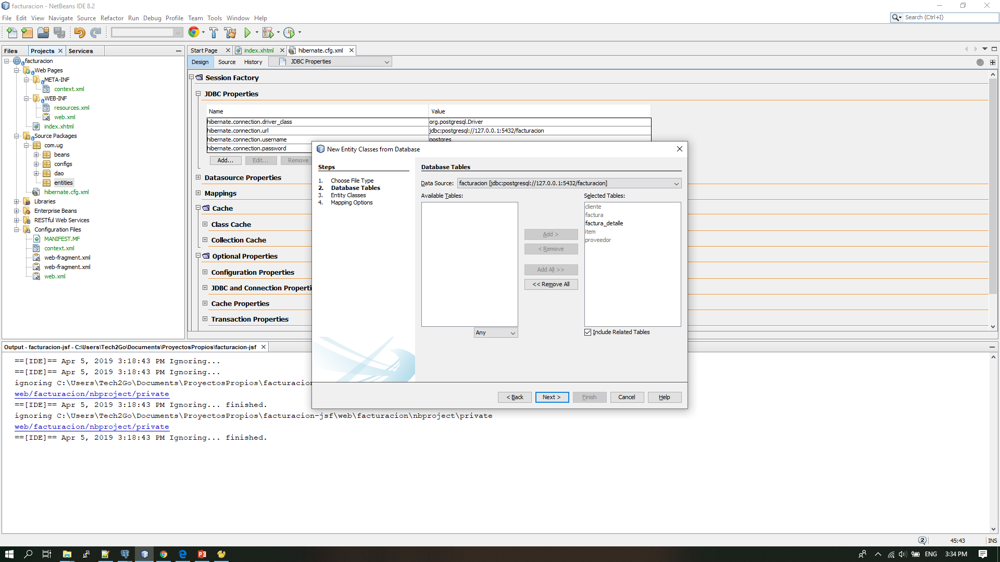 facturacion - NetBeans IDE 8.2
File Edit View Navigate Source Refactor Run Debug Profile Team Tools Window Help
Search (Ctrl+I)
Files Projects Services
facturacion
Web Pages
META-INF
context.xml
WEB-INF
resources.xml
web.xml
index.xhtml
Source Packages
com.ug
beans
configs
dao
entities
hibernate.cfg.xml
Libraries
Enterprise Beans
RESTful Web Services
Configuration Files
MANIFEST.MF
context.xml
web-fragment.xml
web-fragment.xml
web.xml
Start Page index.xhtml hibernate.cfg.xml
Design Source History JDBC Properties
Session Factory
JDBC Properties
Name Value
hibernate.connection.driver_class org.postgresql.Driver
hibernate.connection.url jdbc:postgresql://127.0.0.1:5432/facturacion
hibernate.connection.username postgres
hibernate.connection.password
Add... Edit... Remove
Datasource Properties
Mappings
Cache
Class Cache
Collection Cache
Optional Properties
Configuration Properties
JDBC and Connection Properti
Cache Properties
Transaction Properties
New Entity Classes from Database
Steps
1. Choose File Type
2. Database Tables
3. Entity Classes
4. Mapping Options
Database Tables
Data Source: facturacion [jdbc:postgresql://127.0.0.1:5432/facturacion]
Available Tables:
Any
Add >
< Remove
Add All >>
<< Remove All
Selected Tables:
cliente
factura
factura_detalle
item
proveedor
Include Related Tables
< Back Next > Finish Cancel Help
Output - facturacion-jsf - C:\Users\Tech2Go\Documents\ProyectosPropios\facturacion-jsf
==[IDE]== Apr 5, 2019 3:18:43 PM Ignoring...
==[IDE]== Apr 5, 2019 3:18:43 PM Ignoring...
ignoring C:\Users\Tech2Go\Documents\ProyectosPropios\facturacion
web/facturacion/nbproject/private
==[IDE]== Apr 5, 2019 3:18:43 PM Ignoring... finished.
ignoring C:\Users\Tech2Go\Documents\ProyectosPropios\facturacion-jsf\web\facturacion\nbproject\private
web/facturacion/nbproject/private
==[IDE]== Apr 5, 2019 3:18:43 PM Ignoring... finished.
2 45:43 INS
ENG 3:34 PM